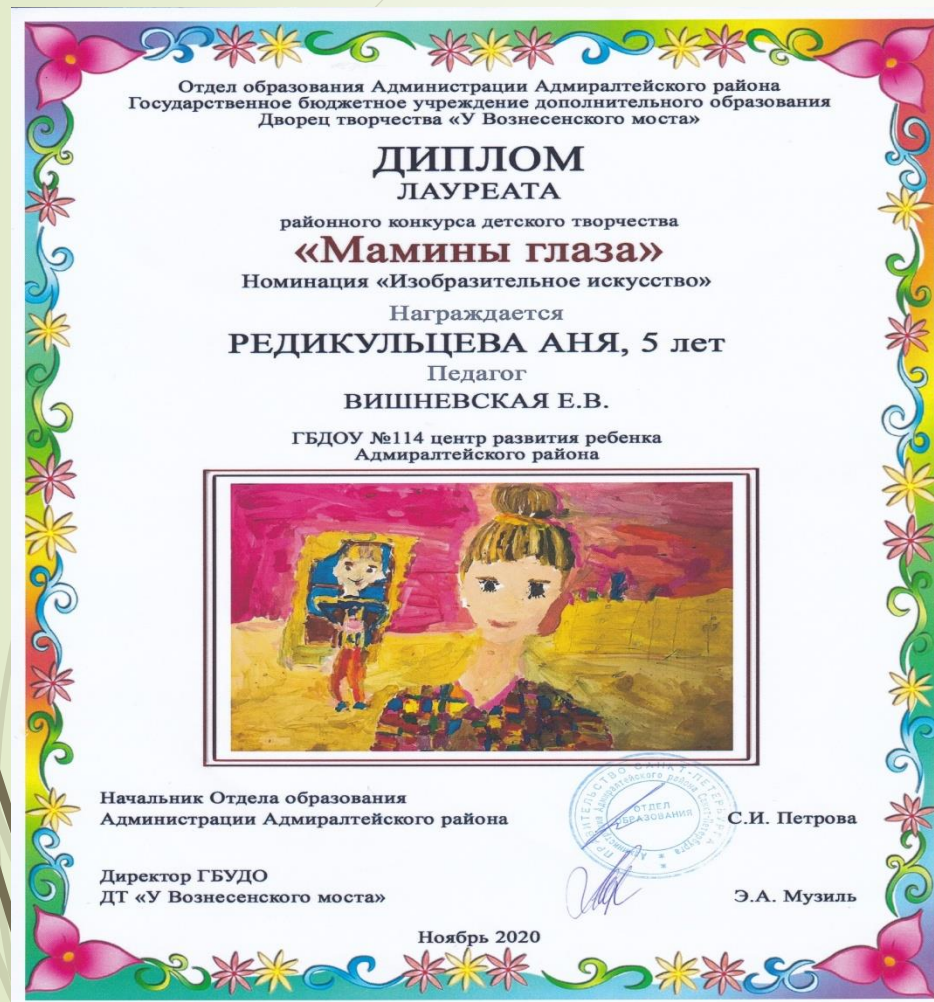 Отдел образования Администрации Адмиралтейского района
Государственное бюджетное учреждение дополнительного образования
Дворец творчества «У Вознесенского моста»
ДИПЛОМ
ЛАУРЕАТА
районного конкурса детского творчества
«Мамины глаза»
Номинация «Изобразительное искусство»
Награждается
РЕДИКУЛЬЦЕВА АНЯ, 5 лет
Педагог
ВИШНЕВСКАЯ Е.В.
ГБДОУ №114 центр развития ребенка
Адмиралтейского района
Начальник Отдела образования
Администрации Адмиралтейского района
ОТДЕЛ
ОБРАЗОВАНИЯ
С.И. Петрова
Директор ГБУДО
ДТ «У Вознесенского моста»
Э.А. Музиль
Ноябрь 2020